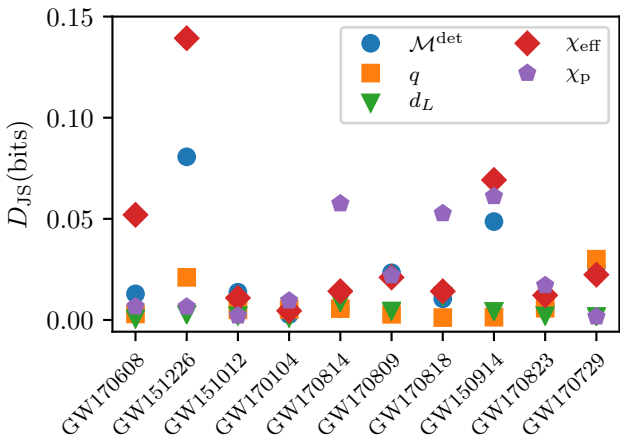 0.15
0.10
0.05
0.00
D_JS(bits)
ℳ^det
q
d_L
χ_eff
χ_p
GW170608
GW151226
GW151012
GW170104
GW170814
GW170809
GW170818
GW150914
GW170823
GW170729